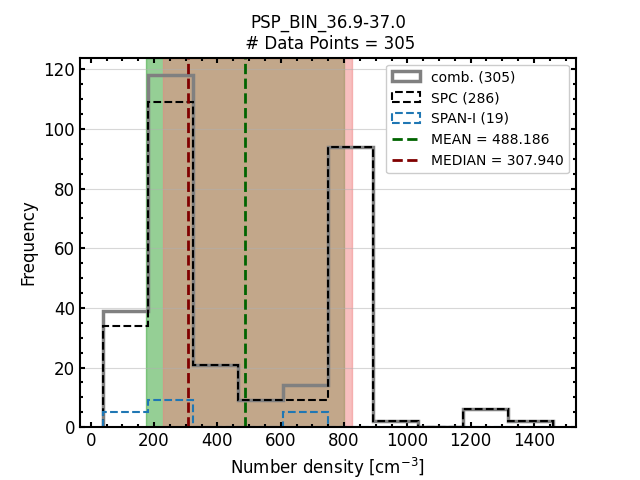 PSP_BIN_36.9-37.0
# Data Points = 305
120
100
80
60
40
20
0
Frequency
comb. (305)
SPC (286)
SPAN-I (19)
MEAN = 488.186
MEDIAN = 307.940
0 200 400 600 800 1000 1200 1400
Number density [cm⁻³]